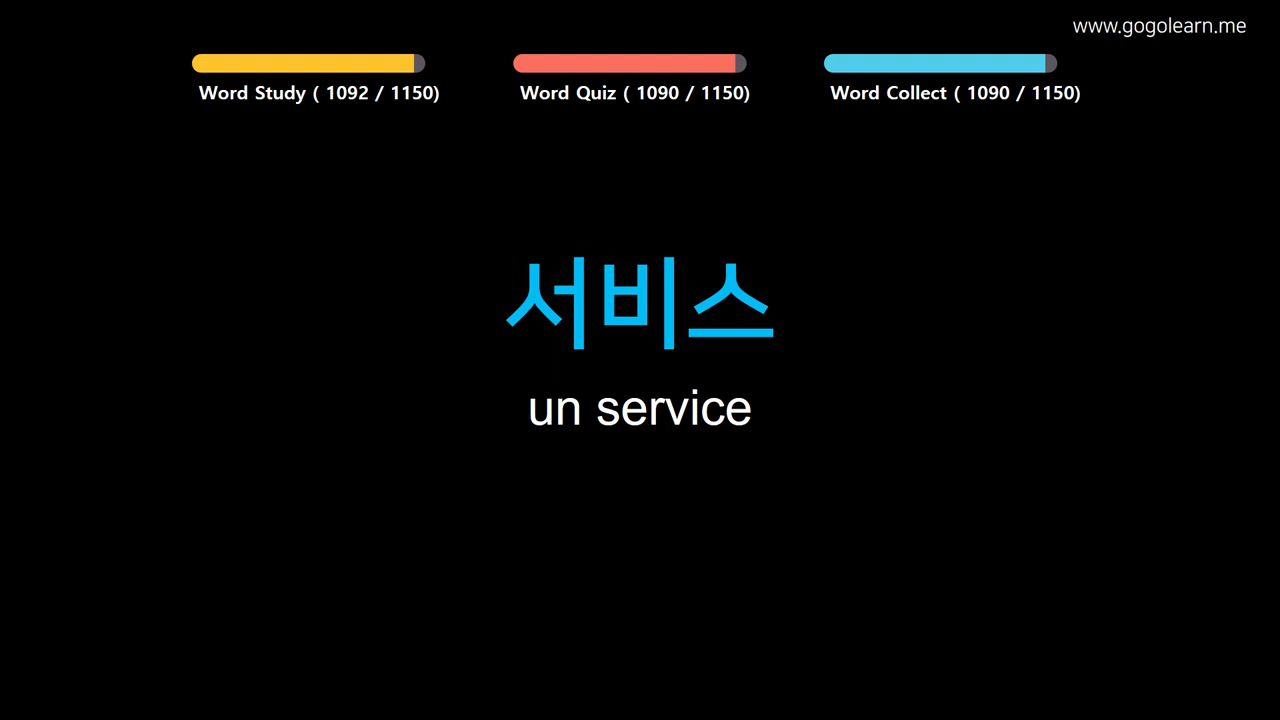 www.gogolearn.me
Word Study ( 1092 / 1150)
Word Quiz ( 1090 / 1150)
Word Collect ( 1090 / 1150)
서비스
un service